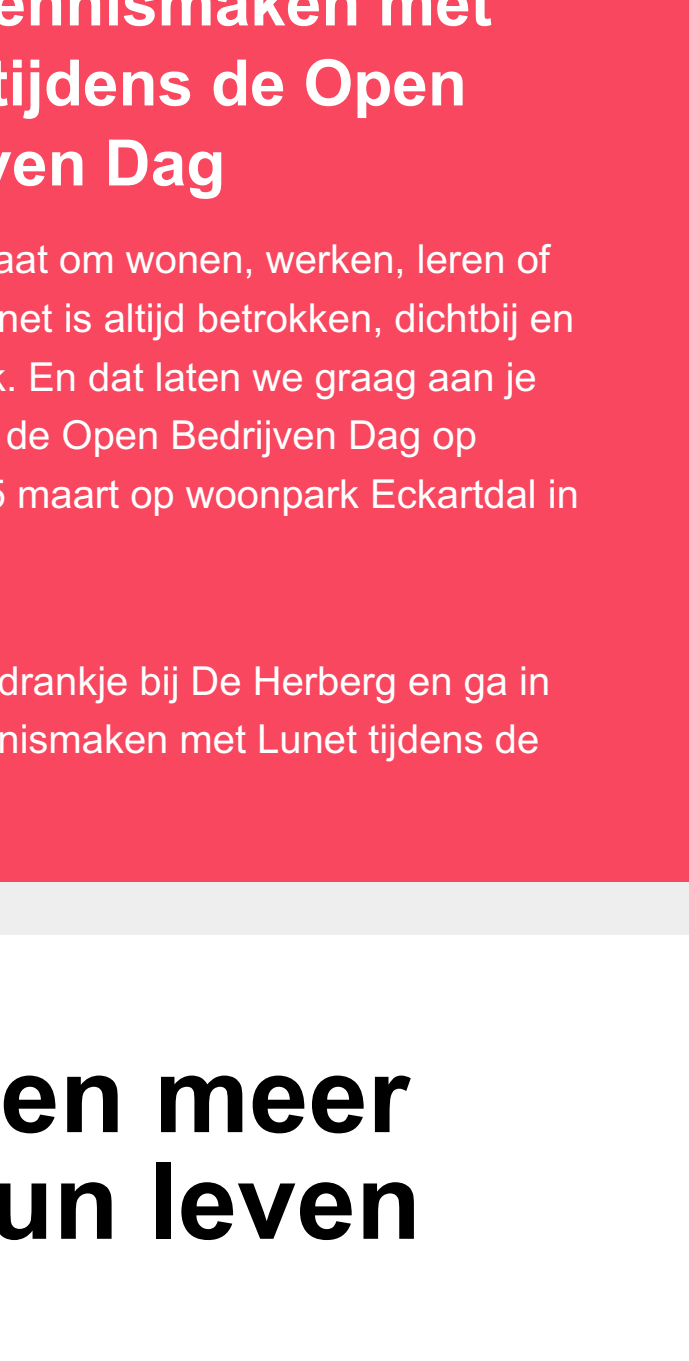 ennismaken met
tijdens de Open
ven Dag
aat om wonen, werken, leren of
net is altijd betrokken, dichtbij en
k. En dat laten we graag aan je
de Open Bedrijven Dag op
5 maart op woonpark Eckartdal in
drankje bij De Herberg en ga in
nismaken met Lunet tijdens de
en meer
un leven